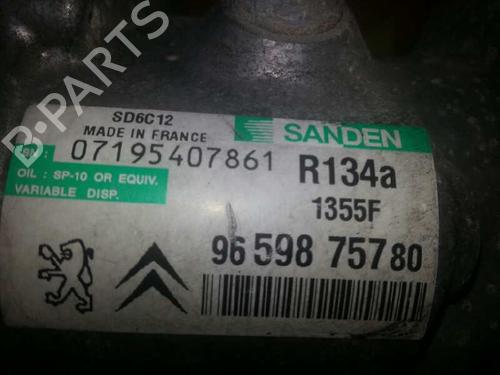 B-PARTS
SD6C12
MADE IN FRANCE
SANDEN
07195407861
R134a
OIL : SP-10 OR EQUIV.
VARIABLE DISP.
1355F
96 598 757 80